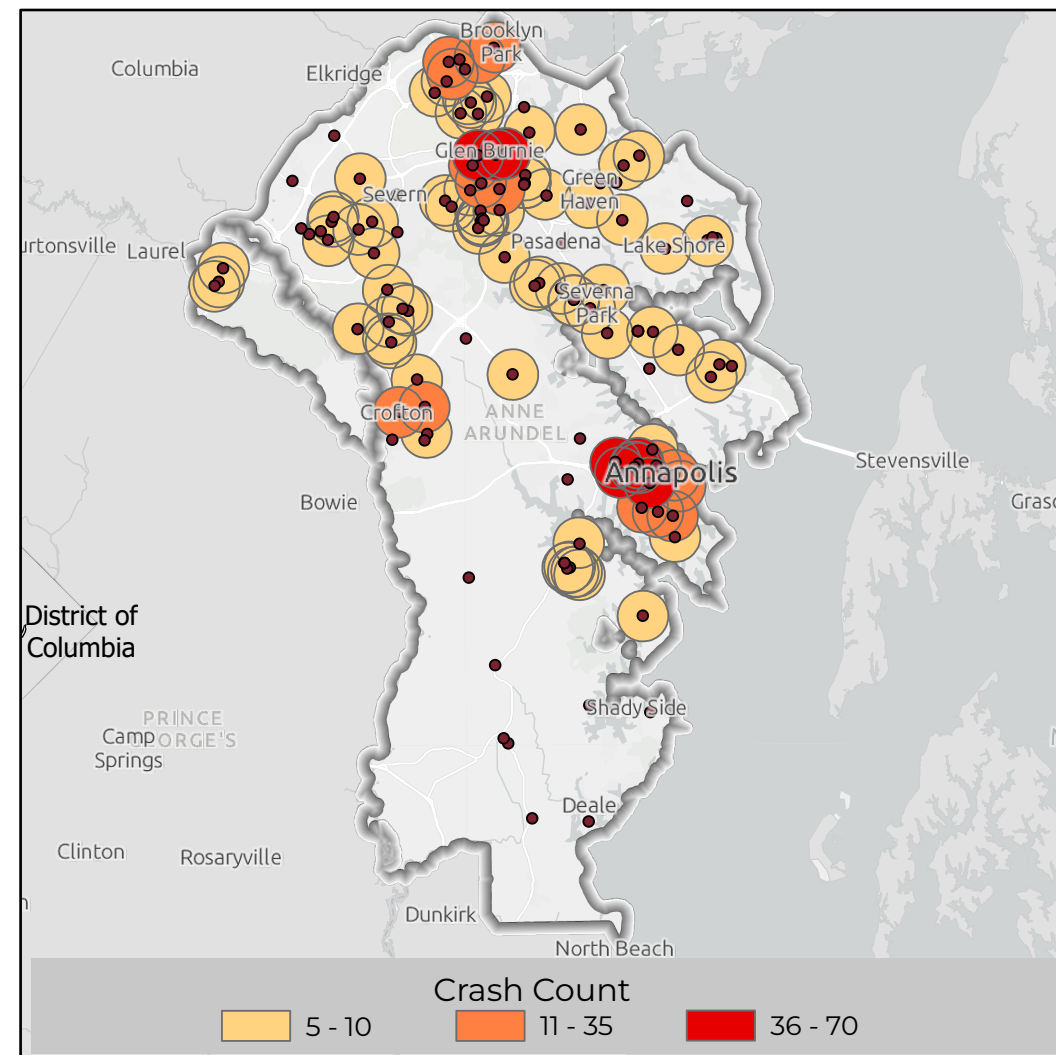 Brooklyn
Park
Columbia
Elkridge
Glen Burnie
Green
Haven
Severn
urtonsville
Laurel
Pasadena
Lake Shore
Severna
Park
Crofton
ANNE
ARUNDEL
Annapolis
Stevensville
Bowie
Graso
District of
Columbia
PRINCE
GEORGE'S
Camp
Springs
Shady Side
Deale
Clinton
Rosaryville
Dunkirk
North Beach
Crash Count
5 - 10
11 - 35
36 - 70